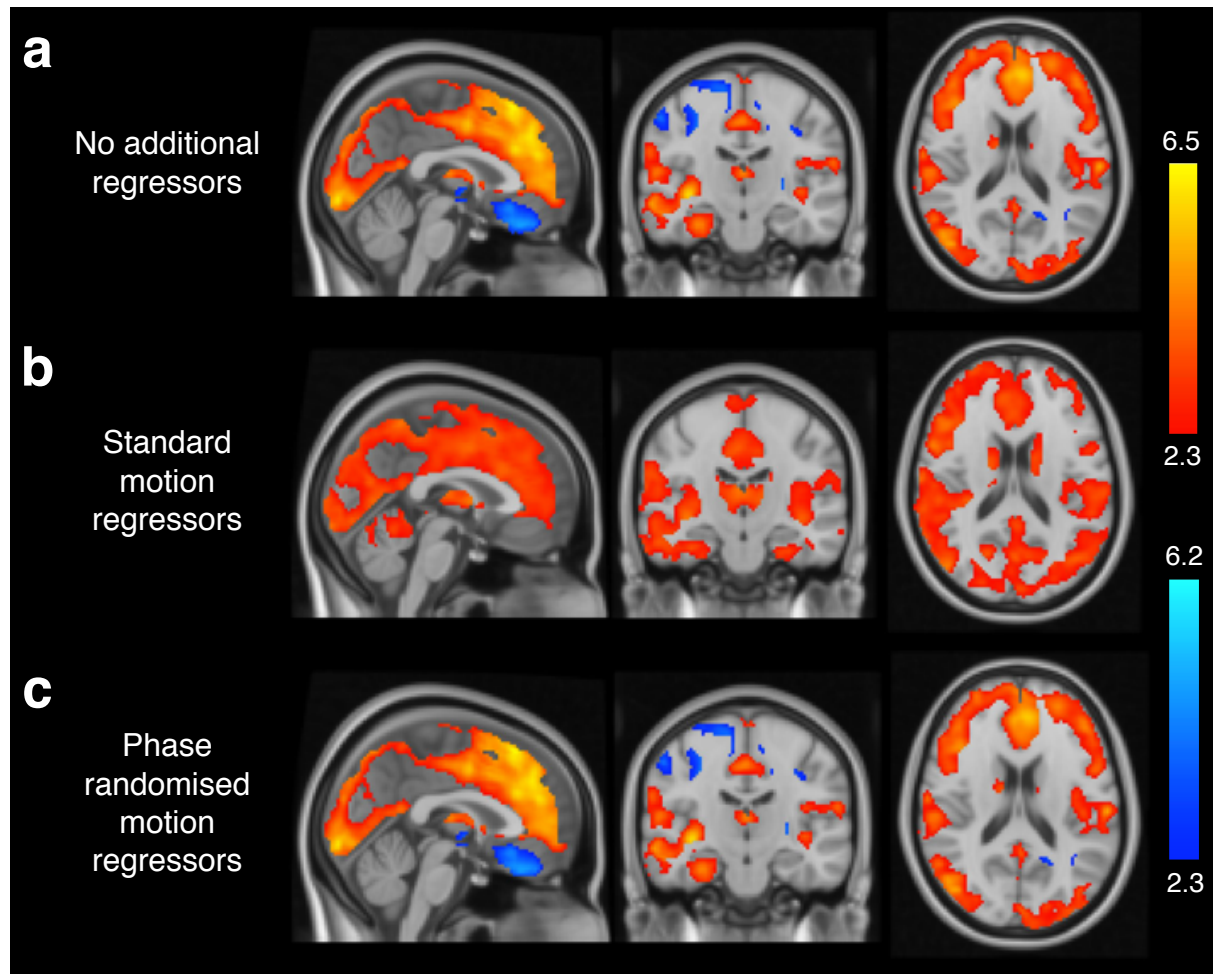 a
No additional
regressors
6.5
2.3
b
Standard
motion
regressors
6.2
2.3
c
Phase
randomised
motion
regressors